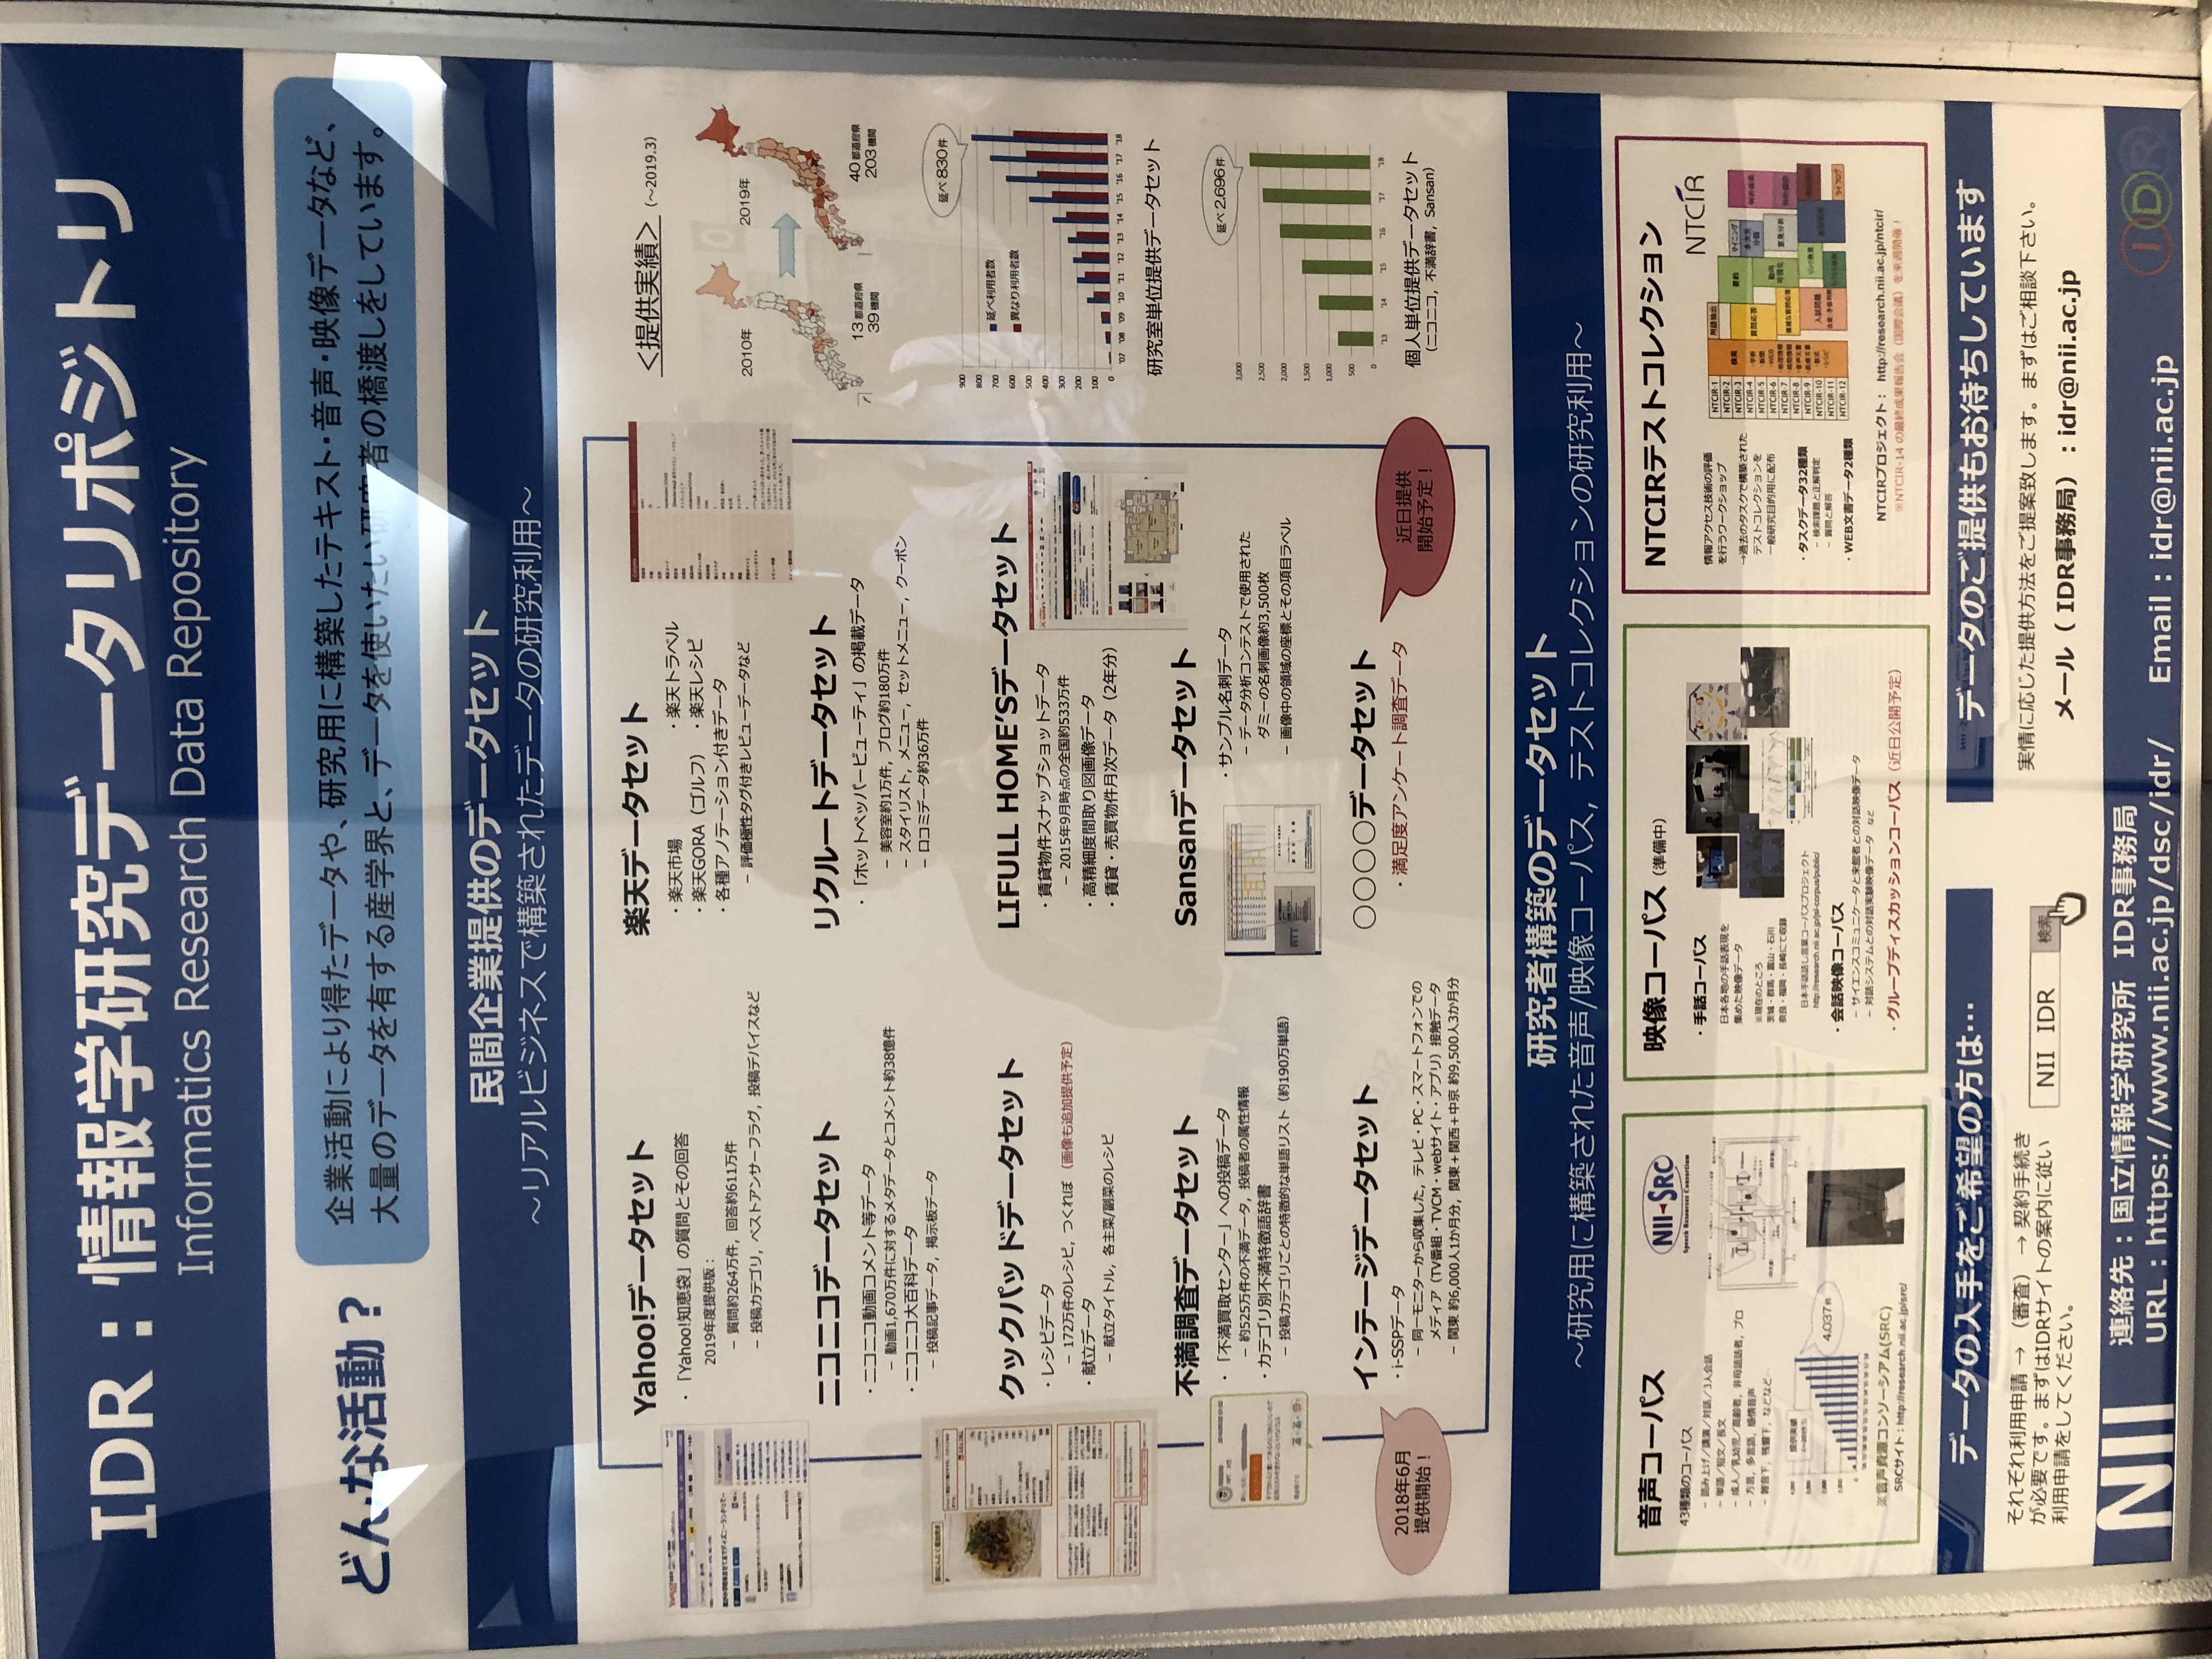 IDR：情報学研究データリポジトリ
Informatics Research Data Repository
どんな活動？
企業活動により得たデータや、研究用に構築したテキスト・音声・映像データなど、
大量のデータを有する産学界と、データを使いたい研究者の橋渡しをしています。
民間企業提供のデータセット
～リアルビジネスで構築されたデータの研究利用～
Yahoo!データセット
・「Yahoo!知恵袋」の質問とその回答
2019年度提供版：
－ 質問約264万件，回答約611万件
－ 投稿カテゴリ，ベストアンサーフラグ，投稿デバイスなど
ニコニコデータセット
・ニコニコ動画コメント等データ
－ 動画1,670万件に対するメタデータとコメント約38億件
・ニコニコ大百科データ
－ 投稿記事データ，掲示板データ
クックパッドデータセット
・レシピデータ
－ 172万件のレシピ，つくれぽ （画像も追加提供予定）
・献立データ
－ 献立タイトル，各主菜/副菜のレシピ
不満調査データセット
・「不満買取センター」への投稿データ
－ 約525万件の不満データ，投稿者の属性情報
・カテゴリ別不満特徴語辞書
－ 投稿カテゴリごとの特徴的な単語リスト（約190万単語）
インテージデータセット
2018年6月
提供開始！
・i-SSPデータ
－ 同一モニターから収集した，テレビ・PC・スマートフォンでの
メディア（TV番組・TVCM・webサイト・アプリ）接触データ
－ 関東 約6,000人1か月分，関東＋関西＋中京 約9,500人3か月分
楽天データセット
・楽天市場 ・楽天トラベル
・楽天GORA（ゴルフ） ・楽天レシピ
・各種アノテーション付きデータ
－ 評価極性タグ付きレビューデータなど
リクルートデータセット
・「ホットペッパービューティ」の掲載データ
－ 美容室約1万件，ブログ約180万件
－ スタイリスト，メニュー，セットメニュー，クーポン
－ 口コミデータ約36万件
LIFULL HOME'Sデータセット
・賃貸物件スナップショットデータ
－ 2015年9月時点の全国約533万件
・高精細度間取り図画像データ
・賃貸・売買物件月次データ（2年分）
Sansanデータセット
・サンプル名刺データ
－ データ分析コンテストで使用された
ダミーの名刺画像約3,500枚
－ 画像中の領域の座標とその項目ラベル
○○○○データセット
・満足度アンケート調査データ
近日提供
開始予定！
＜提供実績＞（～2019.3）
2010年 2019年
13都道府県
39機関
40都道府県
203機関
延べ830件
900
800
700
600
500
400
300
200
100
0
延べ利用者数
異なり利用者数
'07 '08 '09 '10 '11 '12 '13 '14 '15 '16 '17 '18
研究室単位提供データセット
延べ2,696件
3,000
2,500
2,000
1,500
1,000
500
0
'13 '14 '15 '16 '17 '18
個人単位提供データセット
（ニコニコ，不満辞書，Sansan）
研究者構築のデータセット
～研究用に構築された音声/映像コーパス，テストコレクションの研究利用～
音声コーパス
NII-SRC
Speech Resources Consortium
43種類のコーパス
－ 読み上げ／講演／対話／3人会話
－ 単語／短文／長文
－ 成人／乳幼児／高齢者，非母語話者，プロ
－ 方言，多言語，感情音声
－ 雑音下，残響下，などなど…
提供実績
4,037件
※音声資源コンソーシアム(SRC)
SRCサイト：http://research.nii.ac.jp/src/
映像コーパス（準備中）
・手話コーパス
日本各地の手話表現を
集めた映像データ
※現在のところ
茨城・群馬・富山・石川
奈良・福岡・長崎にて収録
日本手話話し言葉コーパスプロジェクト
http://research.nii.ac.jp/jsl-corpus/public/
・会話映像コーパス
－ サイエンスコミュニケータと来館者との対話映像データ
－ 対話システムとの対話実験映像データ など
・グループディスカッションコーパス（近日公開予定）
NTCIRテストコレクション
NTCIR
情報アクセス技術の評価
を行うワークショップ
→過去のタスクで構築された
テストコレクションを
一般研究目的用に配布
・タスクデータ32種類
－ 検索課題と正解判定
－ 質問と解答
・WEB文書データ2種類
NTCIR-1
NTCIR-2
NTCIR-3
NTCIR-4
NTCIR-5
NTCIR-6
NTCIR-7
NTCIR-8
NTCIR-9
NTCIR-10
NTCIR-11
NTCIR-12
検索
用語抽出
質問応答
要約
マイニング
意見分析
入試問題
NTCIRプロジェクト： http://research.nii.ac.jp/ntcir/
※NTCIR-14 の最終成果報告会（国際会議）を来週開催！
データの入手をご希望の方は…
それぞれ利用申請 → （審査） → 契約手続き
が必要です。まずはIDRサイトの案内に従い
利用申請をしてください。
NII IDR 検索
データのご提供もお待ちしています
実情に応じた提供方法をご提案致します。まずはご相談下さい。
メール（ IDR事務局）：idr@nii.ac.jp
NII
連絡先：国立情報学研究所 IDR事務局
URL：https://www.nii.ac.jp/dsc/idr/ Email：idr@nii.ac.jp
IDR